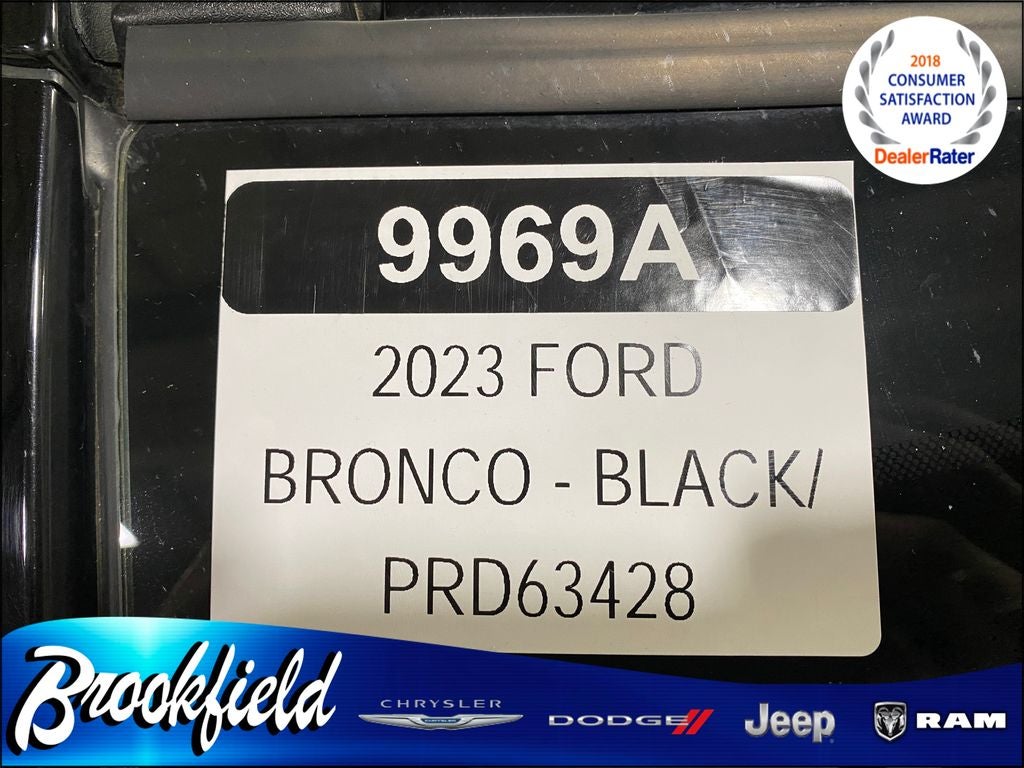 2018
CONSUMER
SATISFACTION
AWARD
DealerRater
9969A
2023 FORD
BRONCO - BLACK/
PRD63428
Brookfield
CHRYSLER
DODGE
Jeep
RAM